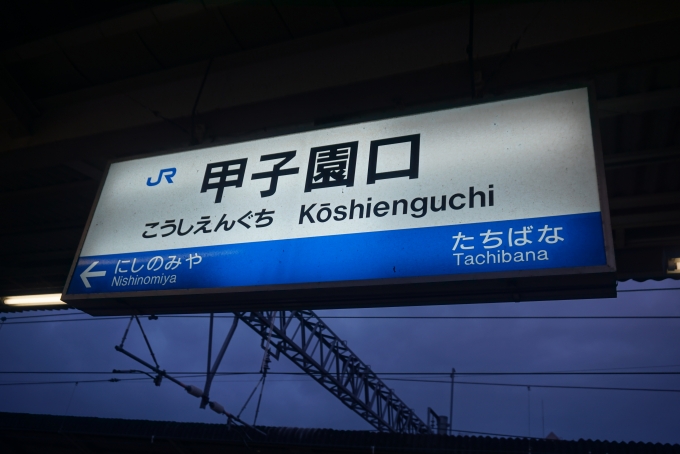 JR 甲子園口
こうしえんぐち Kōshienguchi
にしのみや たちばな
Nishinomiya Tachibana